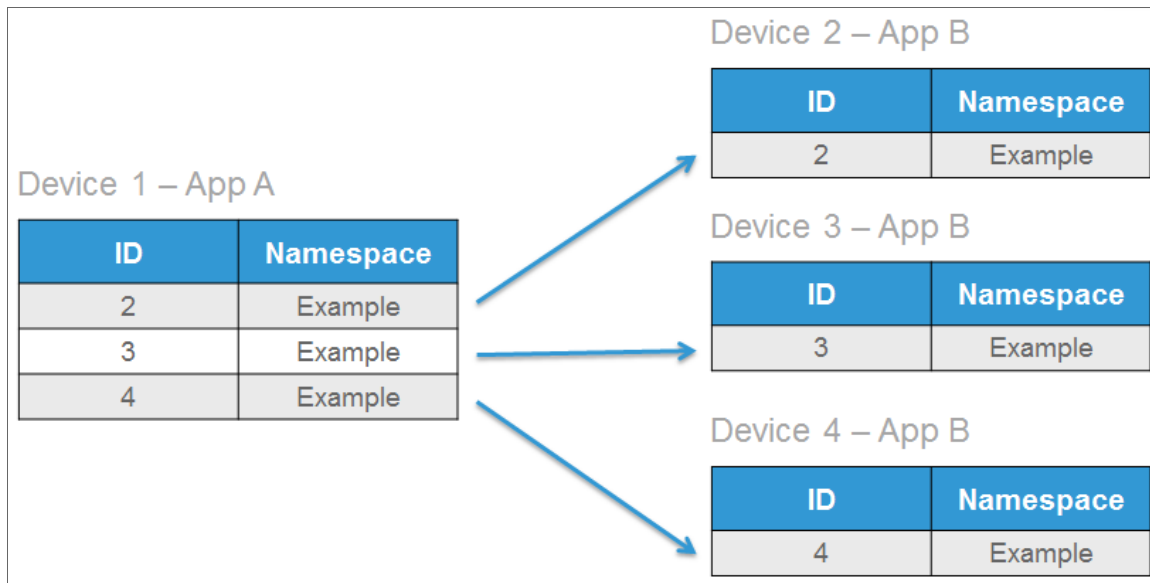 Device 1 – App A
ID Namespace
2 Example
3 Example
4 Example
Device 2 – App B
ID Namespace
2 Example
Device 3 – App B
ID Namespace
3 Example
Device 4 – App B
ID Namespace
4 Example